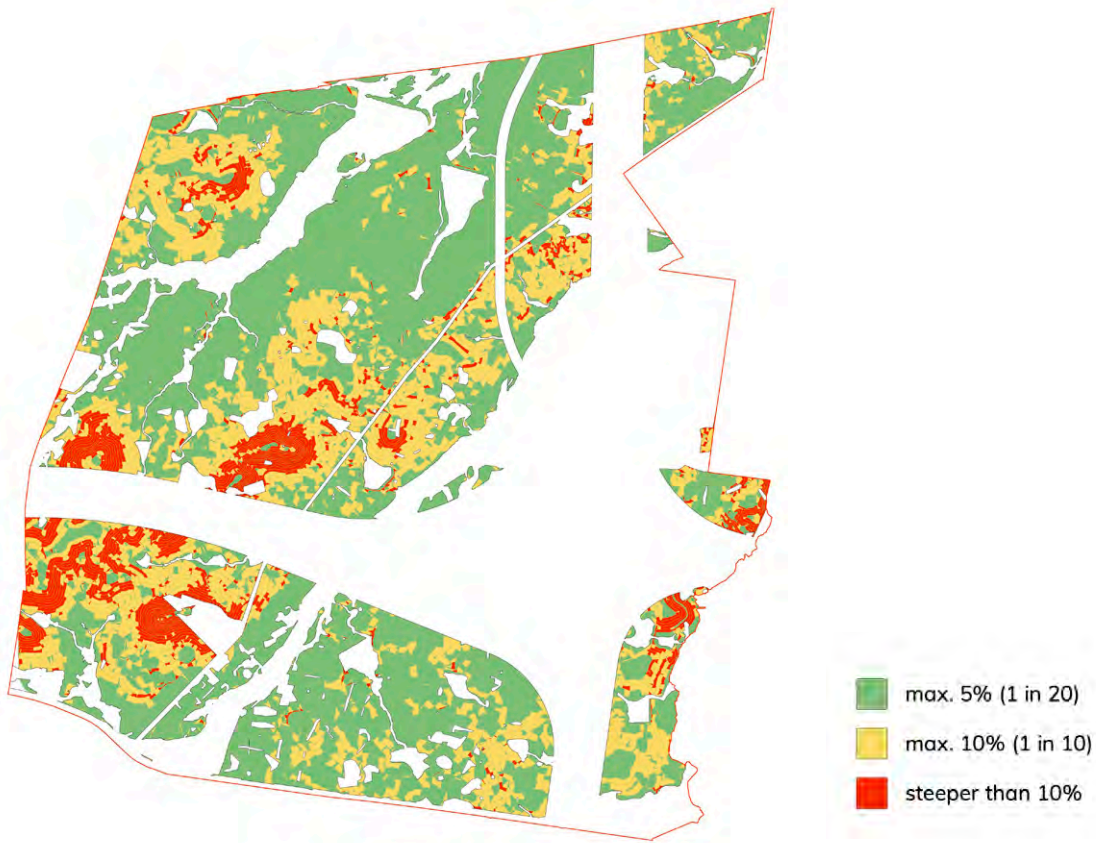 max. 5% (1 in 20)
max. 10% (1 in 10)
steeper than 10%